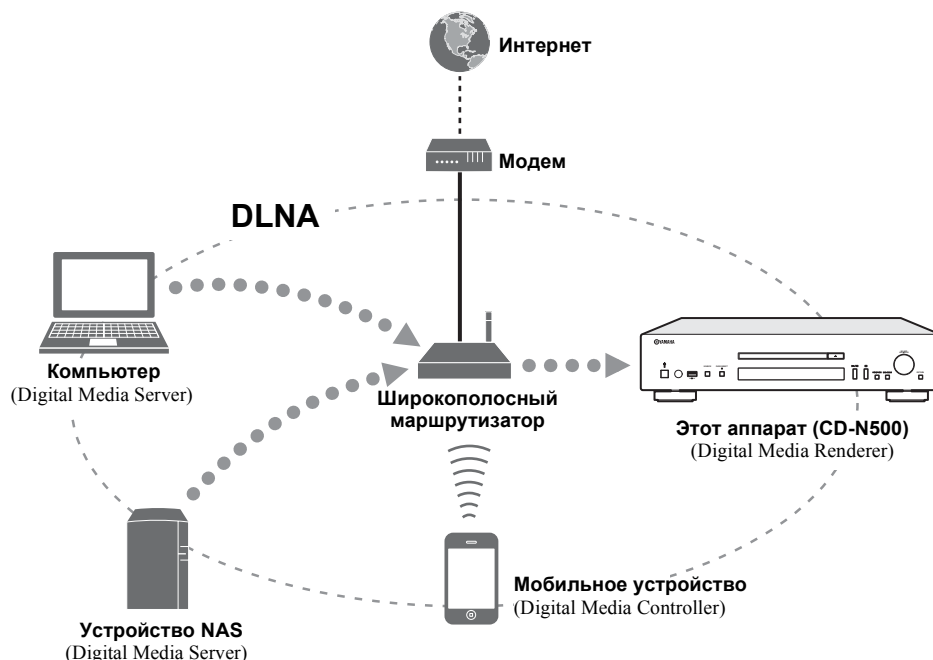 Интернет
Модем
DLNA
YAMAHA
Компьютер
(Digital Media Server)
Широкополосный
маршрутизатор
Этот аппарат (CD-N500)
(Digital Media Renderer)
Мобильное устройство
(Digital Media Controller)
Устройство NAS
(Digital Media Server)